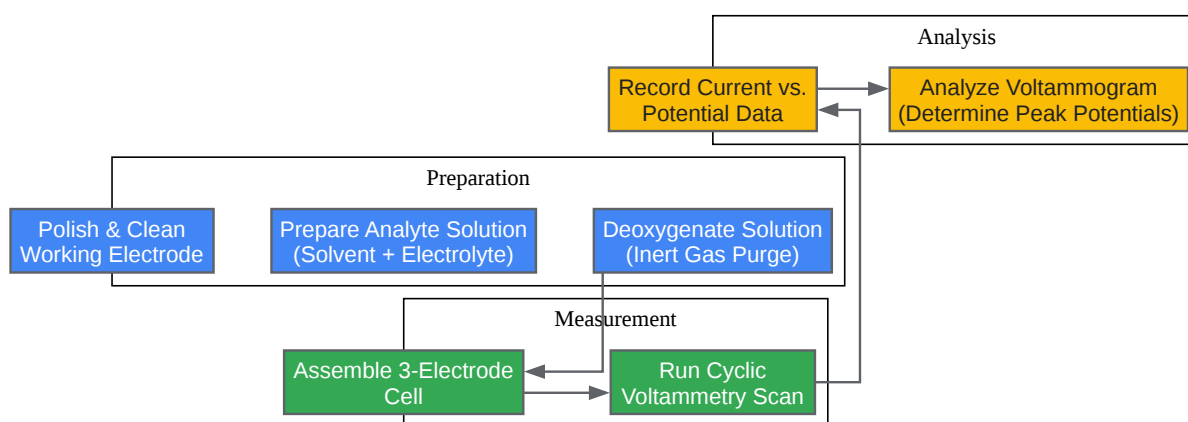 Analysis
Record Current vs.
Potential Data
Analyze Voltammogram
(Determine Peak Potentials)
Preparation
Polish & Clean
Working Electrode
Prepare Analyte Solution
(Solvent + Electrolyte)
Deoxygenate Solution
(Inert Gas Purge)
Measurement
Assemble 3-Electrode
Cell
Run Cyclic
Voltammetry Scan